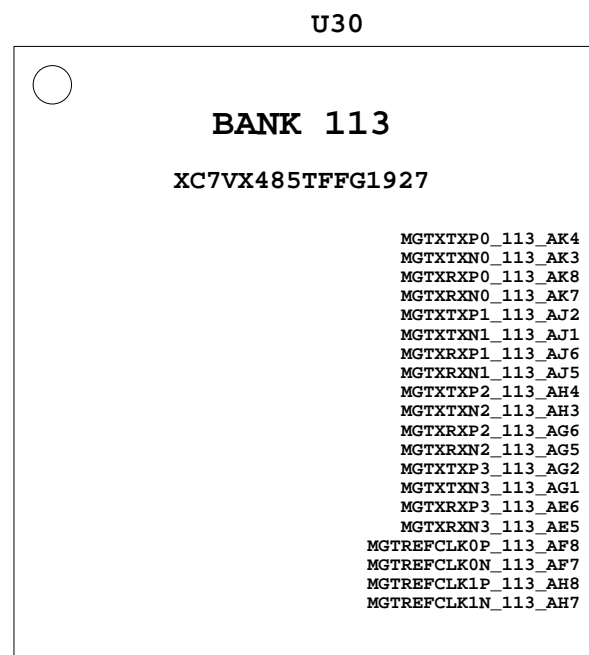 U30
BANK 113
XC7VX485TFFG1927
MGTXTXP0_113_AK4
MGTXTXN0_113_AK3
MGTXRXP0_113_AK8
MGTXRXN0_113_AK7
MGTXTXP1_113_AJ2
MGTXTXN1_113_AJ1
MGTXRXP1_113_AJ6
MGTXRXN1_113_AJ5
MGTXTXP2_113_AH4
MGTXTXN2_113_AH3
MGTXRXP2_113_AG6
MGTXRXN2_113_AG5
MGTXTXP3_113_AG2
MGTXTXN3_113_AG1
MGTXRXP3_113_AE6
MGTXRXN3_113_AE5
MGTREFCLK0P_113_AF8
MGTREFCLK0N_113_AF7
MGTREFCLK1P_113_AH8
MGTREFCLK1N_113_AH7